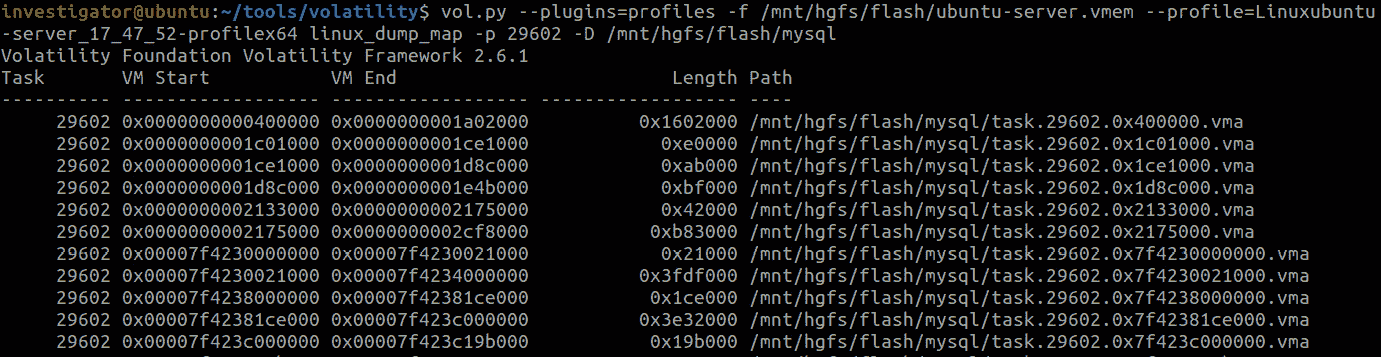 investigator@ubuntu:~/tools/volatility$ vol.py --plugins=profiles -f /mnt/hgfs/flash/ubuntu-server.vmem --profile=Linuxubuntu
-server_17_47_52-profilex64 linux_dump_map -p 29602 -D /mnt/hgfs/flash/mysql
Volatility Foundation Volatility Framework 2.6.1
Task       VM Start           VM End                         Length Path
---------- ------------------ ------------------ ------------------ ----
     29602 0x0000000000400000 0x0000000001a02000          0x1602000 /mnt/hgfs/flash/mysql/task.29602.0x400000.vma
     29602 0x0000000001c01000 0x0000000001ce1000            0xe0000 /mnt/hgfs/flash/mysql/task.29602.0x1c01000.vma
     29602 0x0000000001ce1000 0x0000000001d8c000            0xab000 /mnt/hgfs/flash/mysql/task.29602.0x1ce1000.vma
     29602 0x0000000001d8c000 0x0000000001e4b000            0xbf000 /mnt/hgfs/flash/mysql/task.29602.0x1d8c000.vma
     29602 0x0000000002133000 0x0000000002175000            0x42000 /mnt/hgfs/flash/mysql/task.29602.0x2133000.vma
     29602 0x0000000002175000 0x0000000002cf8000           0xb83000 /mnt/hgfs/flash/mysql/task.29602.0x2175000.vma
     29602 0x00007f4230000000 0x00007f4230021000            0x21000 /mnt/hgfs/flash/mysql/task.29602.0x7f4230000000.vma
     29602 0x00007f4230021000 0x00007f4234000000          0x3fdf000 /mnt/hgfs/flash/mysql/task.29602.0x7f4230021000.vma
     29602 0x00007f4238000000 0x00007f42381ce000           0x1ce000 /mnt/hgfs/flash/mysql/task.29602.0x7f4238000000.vma
     29602 0x00007f42381ce000 0x00007f423c000000          0x3e32000 /mnt/hgfs/flash/mysql/task.29602.0x7f42381ce000.vma
     29602 0x00007f423c000000 0x00007f423c19b000           0x19b000 /mnt/hgfs/flash/mysql/task.29602.0x7f423c000000.vma